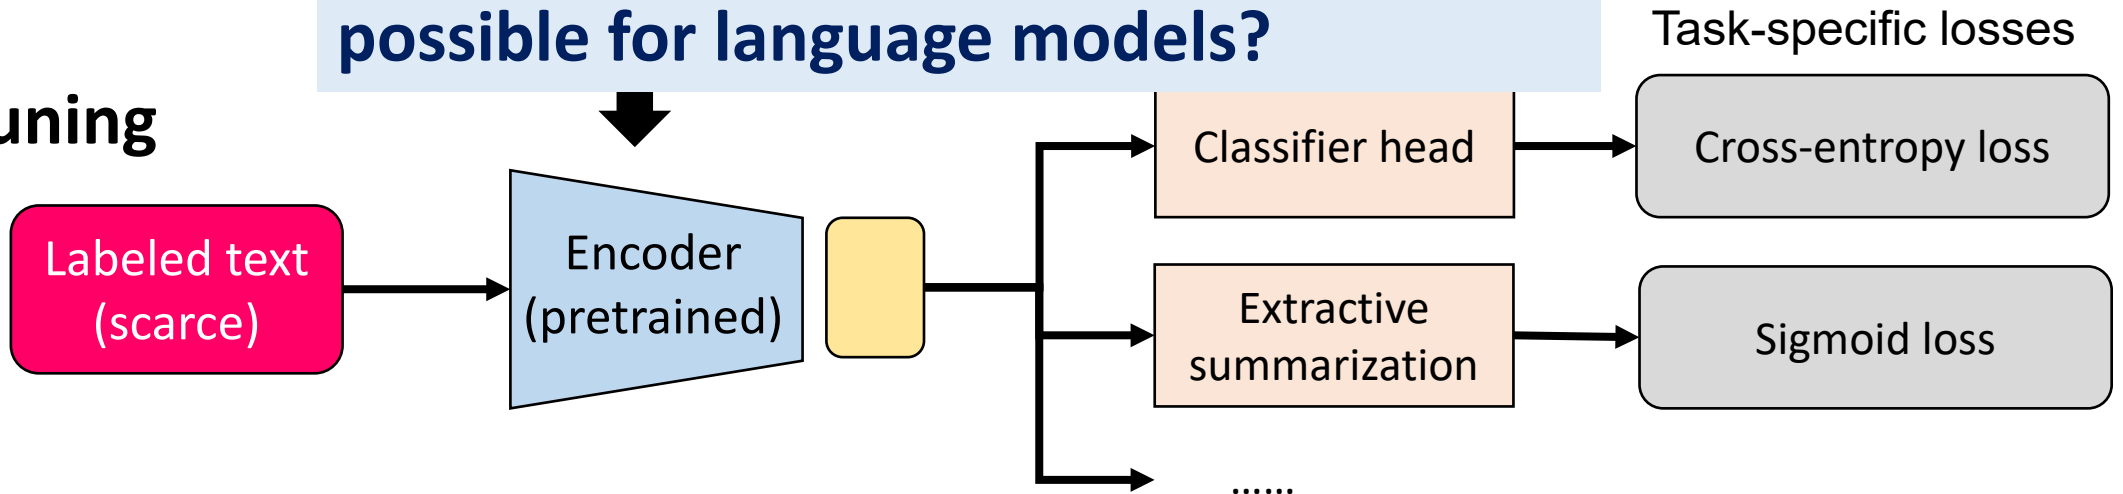 possible for language models?
Task-specific losses
uning
Classifier head
Cross-entropy loss
Labeled text
(scarce)
Encoder
(pretrained)
Extractive
summarization
Sigmoid loss
......